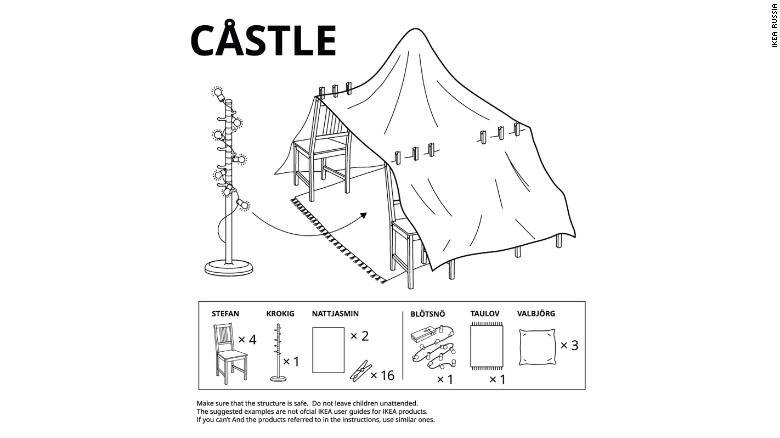 IKEA RUSSIA
CÅSTLE
STEFAN
KROKIG
NATTJASMIN
BLÖTSNÖ
TAULOV
VALBJÖRG
× 4
× 1
× 2
× 16
× 1
× 1
× 3
Make sure that the structure is safe. Do not leave children unattended.
The suggested examples are not ofcial IKEA user guides for IKEA products.
If you can't And the products referred to in the instructions, use similar ones.